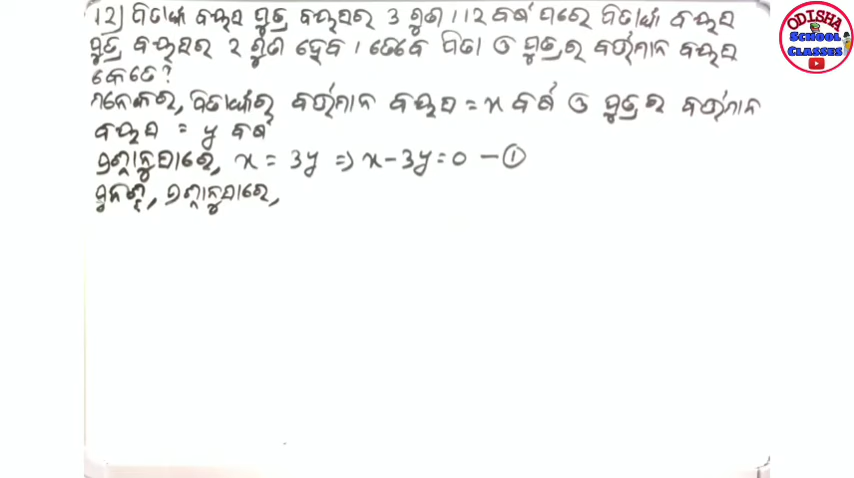 12) ପିତାଙ୍କ ବୟସ ପୁତ୍ର ବୟସର 3 ଗୁଣ । 12 ବର୍ଷ ପରେ ପିତାଙ୍କ ବୟସ
ପୁତ୍ର ବୟସର 2 ଗୁଣ ହେବ । ତେବେ ପିତା ଓ ପୁତ୍ରର ବର୍ତ୍ତମାନ ବୟସ
କେତେ?
ମନେକର, ପିତାଙ୍କର ବର୍ତ୍ତମାନ ବୟସ = x ବର୍ଷ ଓ ପୁତ୍ରର ବର୍ତ୍ତମାନ
ବୟସ = y ବର୍ଷ
ପ୍ରଶ୍ନାନୁସାରେ, x = 3y => x - 3y = 0 - ①
ପୁନଶ୍ଚ, ପ୍ରଶ୍ନାନୁସାରେ,
ODISHA
SCHOOL
CLASSES